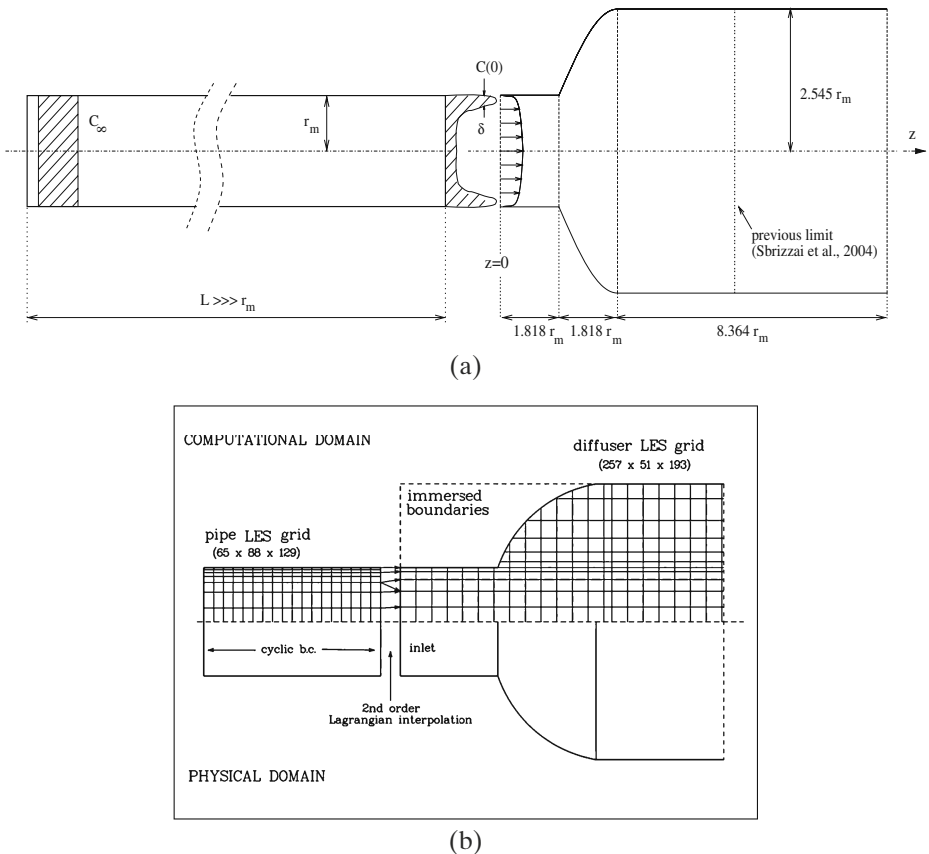 C(0)
C∞
r_m
δ
2.545 r_m
z
previous limit
(Sbrizzai et al., 2004)
z=0
L >>> r_m
1.818 r_m
1.818 r_m
8.364 r_m
(a)
COMPUTATIONAL DOMAIN
diffuser LES grid
(257 x 51 x 193)
immersed
boundaries
pipe LES grid
(65 x 88 x 129)
cyclic b.c.
inlet
2nd order
Lagrangian interpolation
PHYSICAL DOMAIN
(b)